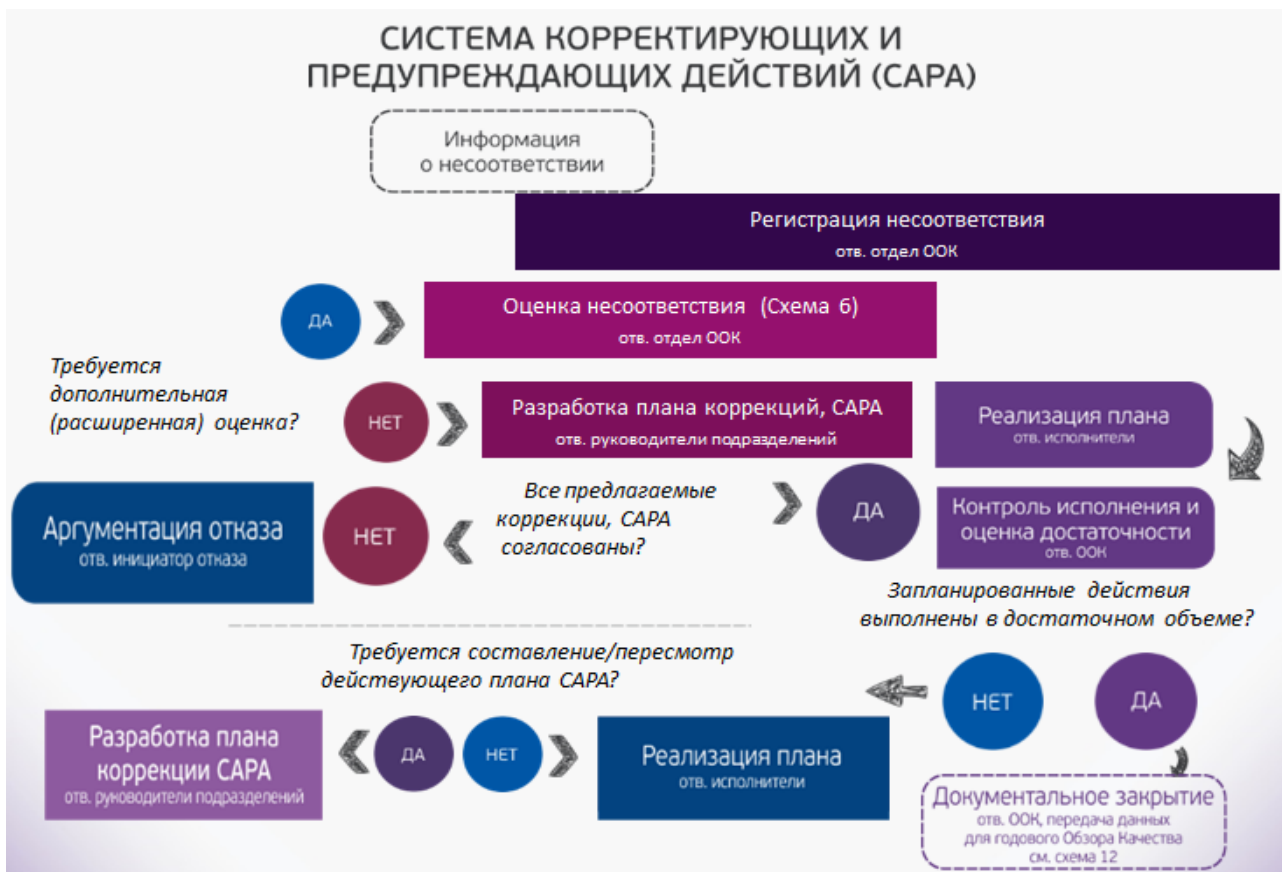 СИСТЕМА КОРРЕКТИРУЮЩИХ И
ПРЕДУПРЕЖДАЮЩИХ ДЕЙСТВИЙ (CAPA)
Информация
о несоответствии
Регистрация несоответствия
отв. отдел ООК
ДА
Оценка несоответствия (Схема 6)
отв. отдел ООК
Требуется
дополнительная
(расширенная) оценка?
НЕТ
Разработка плана коррекций, CAPA
отв. руководители подразделений
Реализация плана
отв. исполнители
Аргументация отказа
отв. инициатор отказа
НЕТ
Все предлагаемые
коррекции, CAPA
согласованы?
ДА
Контроль исполнения и
оценка достаточности
отв. ООК
Запланированные действия
выполнены в достаточном объеме?
Требуется составление/пересмотр
действующего плана CAPA?
НЕТ
ДА
Разработка плана
коррекции CAPA
отв. руководители подразделений
ДА
НЕТ
Реализация плана
отв. исполнители
Документальное закрытие
отв. ООК, передача данных
для годового Обзора Качества
см. схема 12